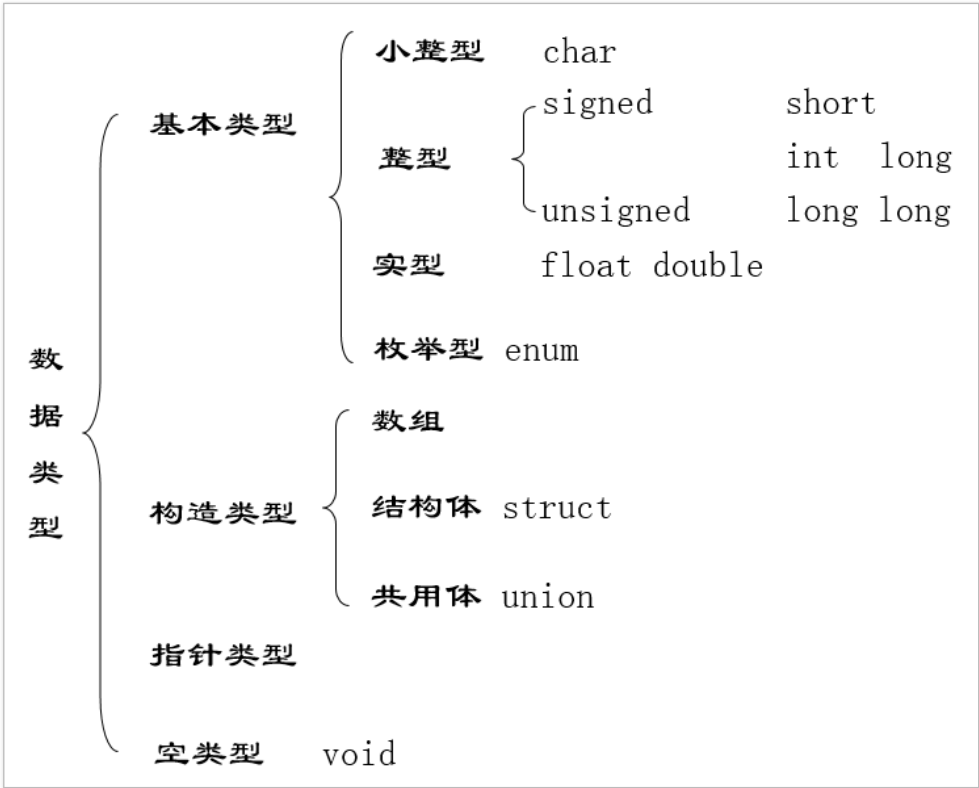 数据类型
基本类型
小整型 char
整型
signed short
int long
unsigned long long
实型 float double
枚举型 enum
构造类型
数组
结构体 struct
共用体 union
指针类型
空类型 void